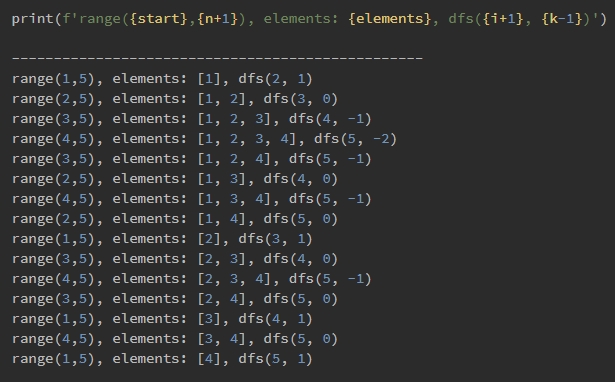 print(f'range({start},{n+1}), elements: {elements}, dfs({i+1}, {k-1})')
------------------------------------------------
range(1,5), elements: [1], dfs(2, 1)
range(2,5), elements: [1, 2], dfs(3, 0)
range(3,5), elements: [1, 2, 3], dfs(4, -1)
range(4,5), elements: [1, 2, 3, 4], dfs(5, -2)
range(3,5), elements: [1, 2, 4], dfs(5, -1)
range(2,5), elements: [1, 3], dfs(4, 0)
range(4,5), elements: [1, 3, 4], dfs(5, -1)
range(2,5), elements: [1, 4], dfs(5, 0)
range(1,5), elements: [2], dfs(3, 1)
range(3,5), elements: [2, 3], dfs(4, 0)
range(4,5), elements: [2, 3, 4], dfs(5, -1)
range(3,5), elements: [2, 4], dfs(5, 0)
range(1,5), elements: [3], dfs(4, 1)
range(4,5), elements: [3, 4], dfs(5, 0)
range(1,5), elements: [4], dfs(5, 1)